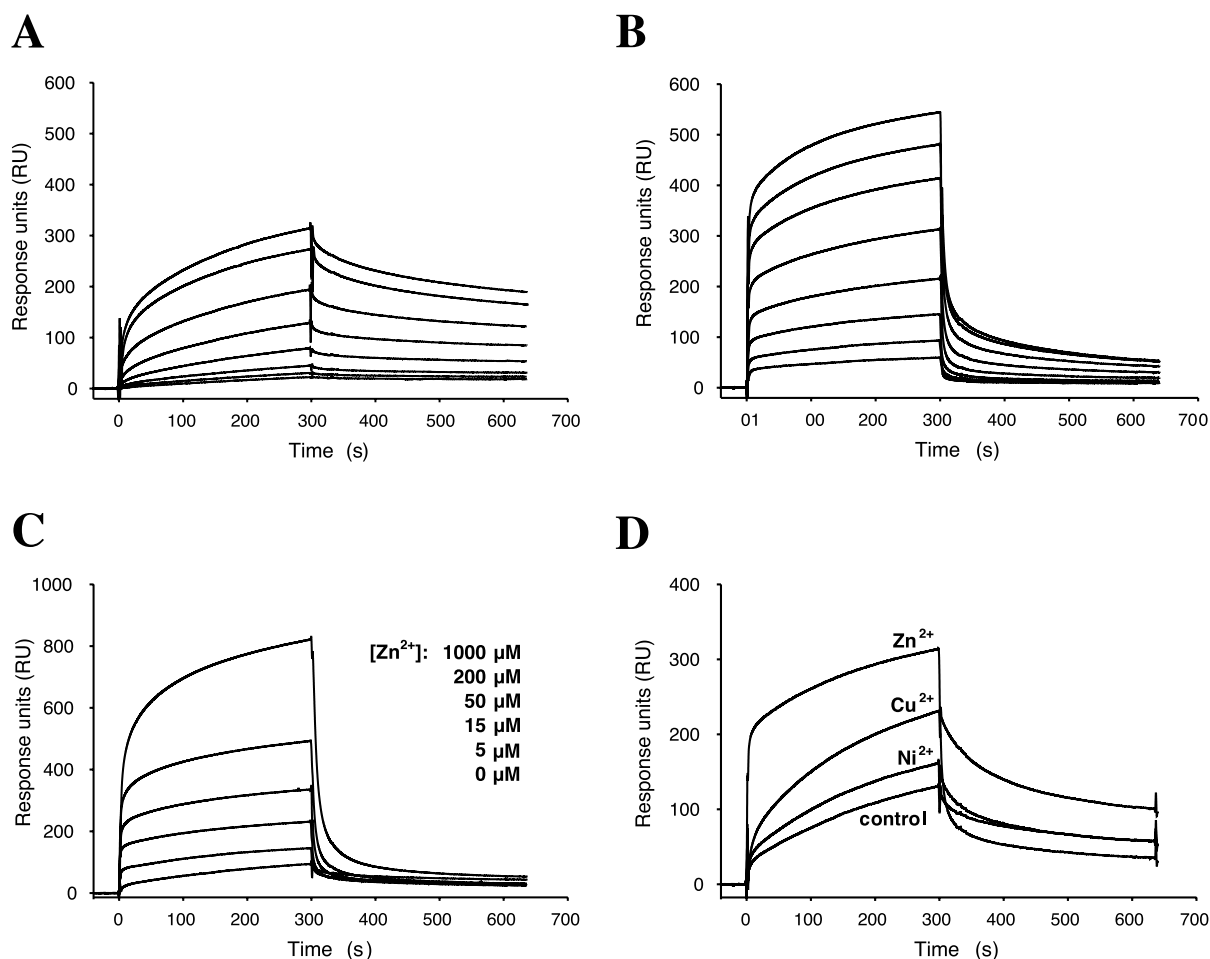 A
B
600
500
400
300
200
100
0
Response units (RU)
0 100 200 300 400 500 600 700
Time (s)
600
500
400
300
200
100
0
Response units (RU)
01 00 200 300 400 500 600 700
Time (s)
C
D
1000
800
600
400
200
0
Response units (RU)
[Zn²⁺]: 1000 µM
200 µM
50 µM
15 µM
5 µM
0 µM
0 100 200 300 400 500 600 700
Time (s)
400
300
200
100
0
Response units (RU)
Zn²⁺
Cu²⁺
Ni²⁺
control
0 100 200 300 400 500 600 700
Time (s)